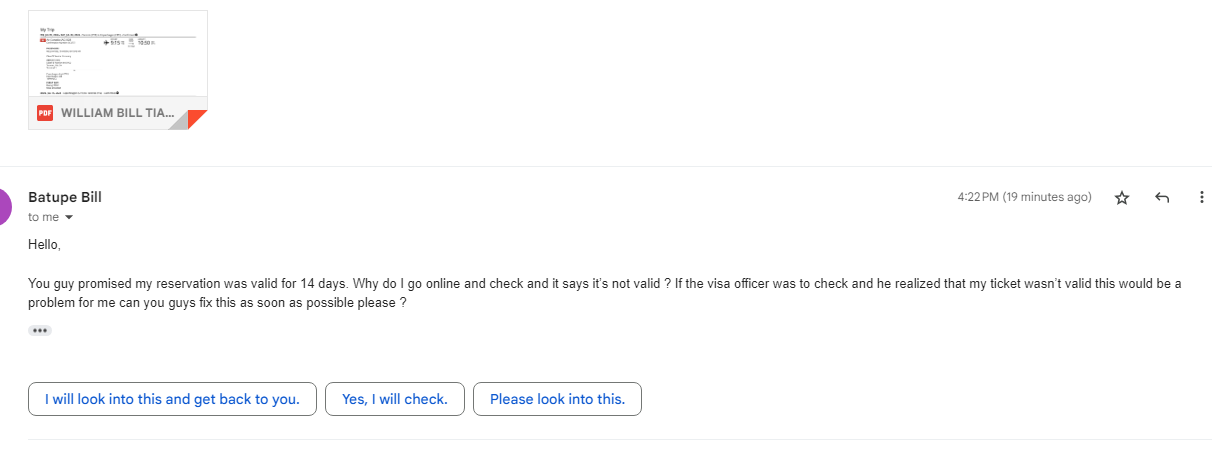 My Trip
9:15
10:50
PDF WILLIAM BILL TIA...
Batupe Bill
4:22 PM (19 minutes ago)
to me
Hello,
You guy promised my reservation was valid for 14 days. Why do I go online and check and it says it's not valid ? If the visa officer was to check and he realized that my ticket wasn't valid this would be a
problem for me can you guys fix this as soon as possible please ?
I will look into this and get back to you.
Yes, I will check.
Please look into this.